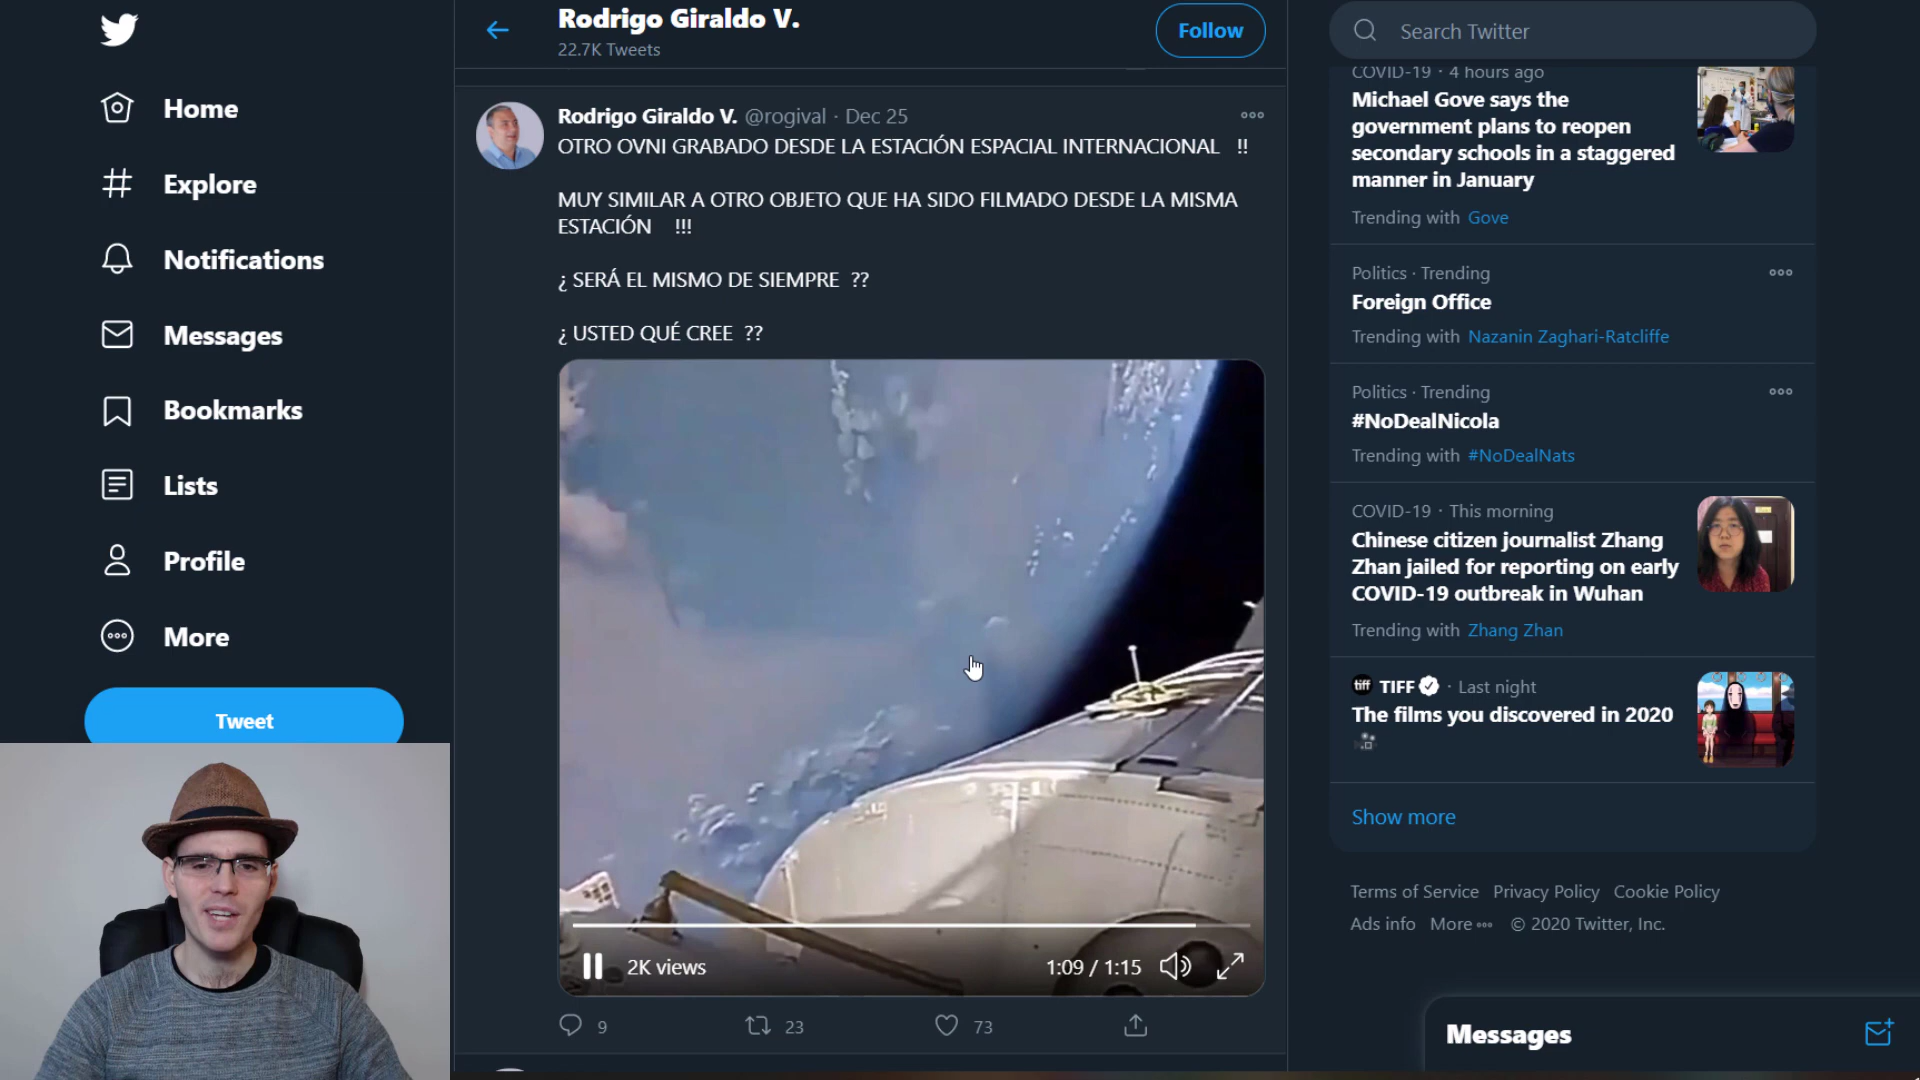 Home
Explore
Notifications
Messages
Bookmarks
Lists
Profile
More
Tweet
Rodrigo Giraldo V.
22.7K Tweets
Follow
Rodrigo Giraldo V. @rogival · Dec 25
OTRO OVNI GRABADO DESDE LA ESTACIÓN ESPACIAL INTERNACIONAL !!
MUY SIMILAR A OTRO OBJETO QUE HA SIDO FILMADO DESDE LA MISMA
ESTACIÓN !!!
¿ SERÁ EL MISMO DE SIEMPRE ??
¿ USTED QUÉ CREE ??
2K views
1:09 / 1:15
9
23
73
Search Twitter
COVID-19 · 4 hours ago
Michael Gove says the
government plans to reopen
secondary schools in a staggered
manner in January
Trending with Gove
Politics · Trending
Foreign Office
Trending with Nazanin Zaghari-Ratcliffe
Politics · Trending
#NoDealNicola
Trending with #NoDealNats
COVID-19 · This morning
Chinese citizen journalist Zhang
Zhan jailed for reporting on early
COVID-19 outbreak in Wuhan
Trending with Zhang Zhan
tiff TIFF · Last night
The films you discovered in 2020
Show more
Terms of Service Privacy Policy Cookie Policy
Ads info More ··· © 2020 Twitter, Inc.
Messages